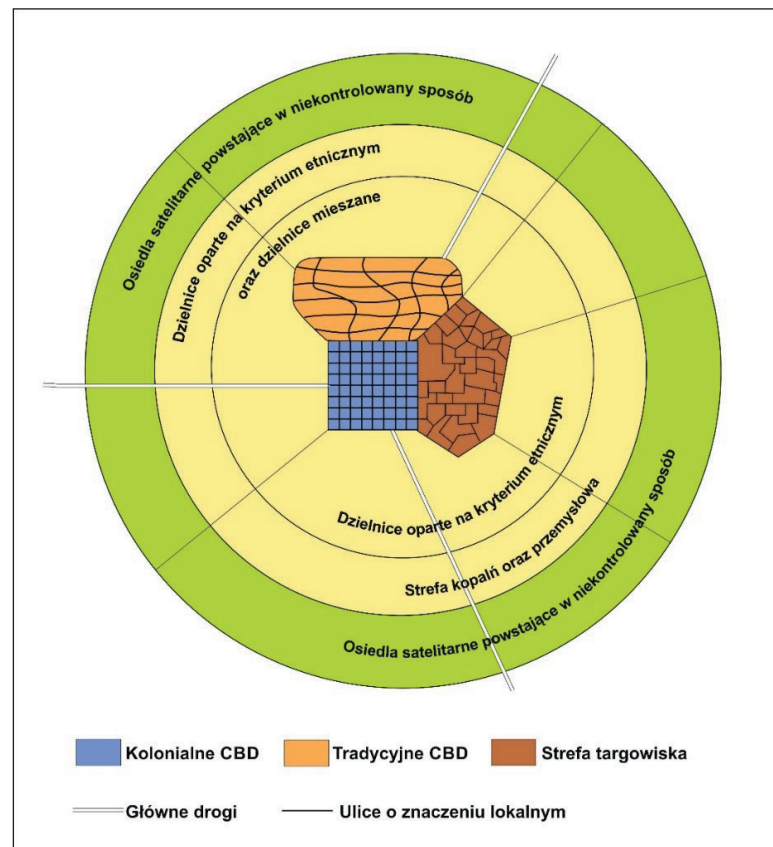 Osiedla satelitarne powstające w niekontrolowany sposób
Dzielnice oparte na kryterium etnicznym
oraz dzielnice mieszane
Dzielnice oparte na kryterium etnicznym
Strefa kopalń oraz przemysłowa
Osiedla satelitarne powstające w niekontrolowany sposób
Kolonialne CBD
Tradycyjne CBD
Strefa targowiska
Główne drogi
Ulice o znaczeniu lokalnym